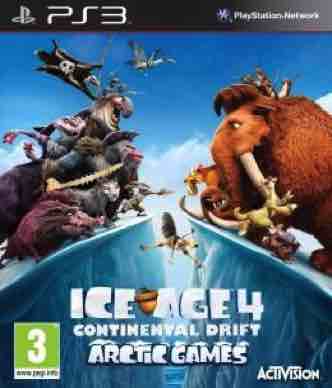 PS3
PlayStation Network
ICE AGE 4
CONTINENTAL DRIFT
ARCTIC GAMES
3
www.pegi.info
ACTIVISION